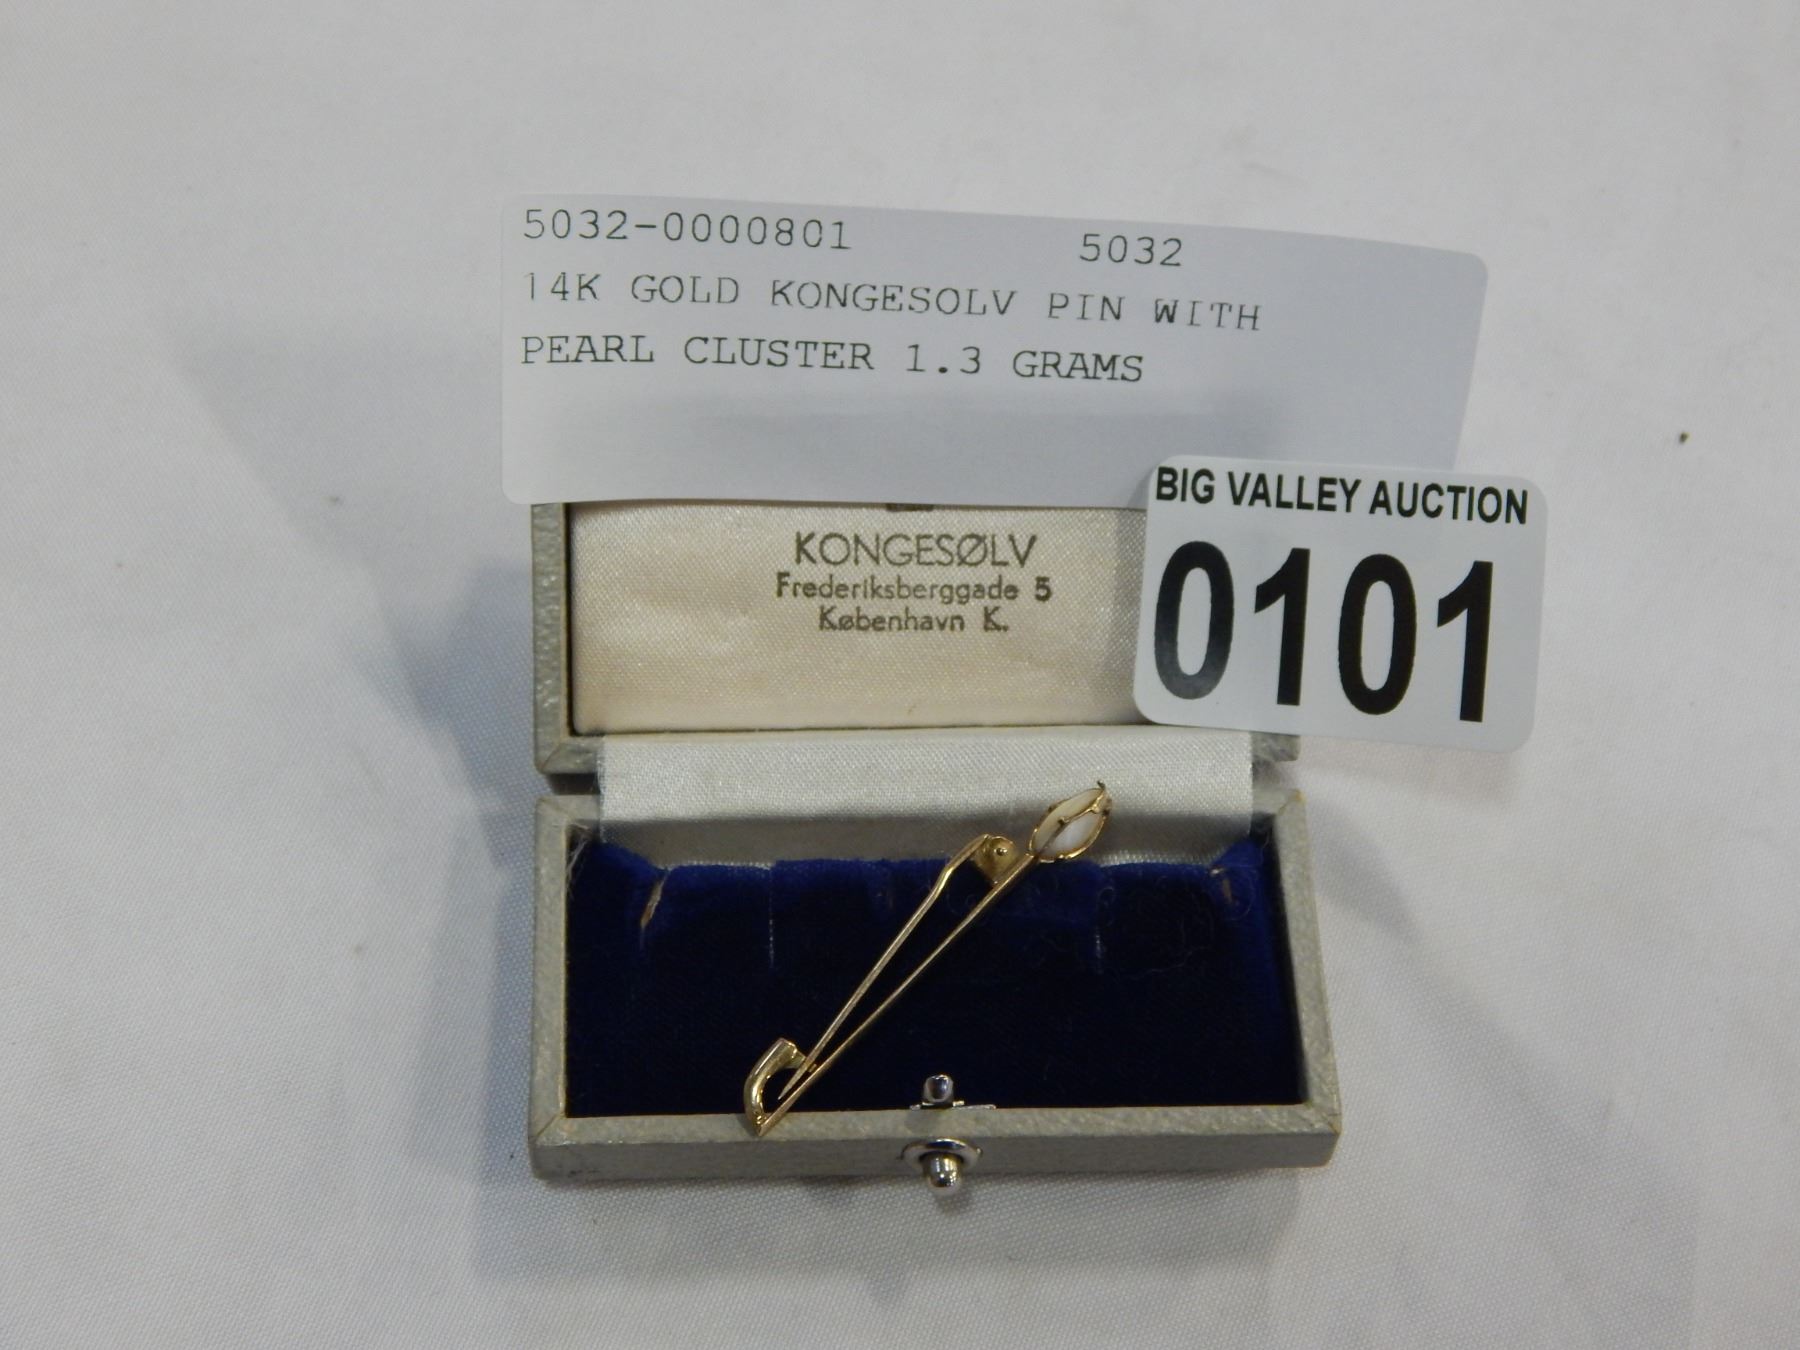 5032-0000801 5032
14K GOLD KONGESOLV PIN WITH
PEARL CLUSTER 1.3 GRAMS
BIG VALLEY AUCTION
0101
KONGESØLV
Frederiksberggade 5
København K.